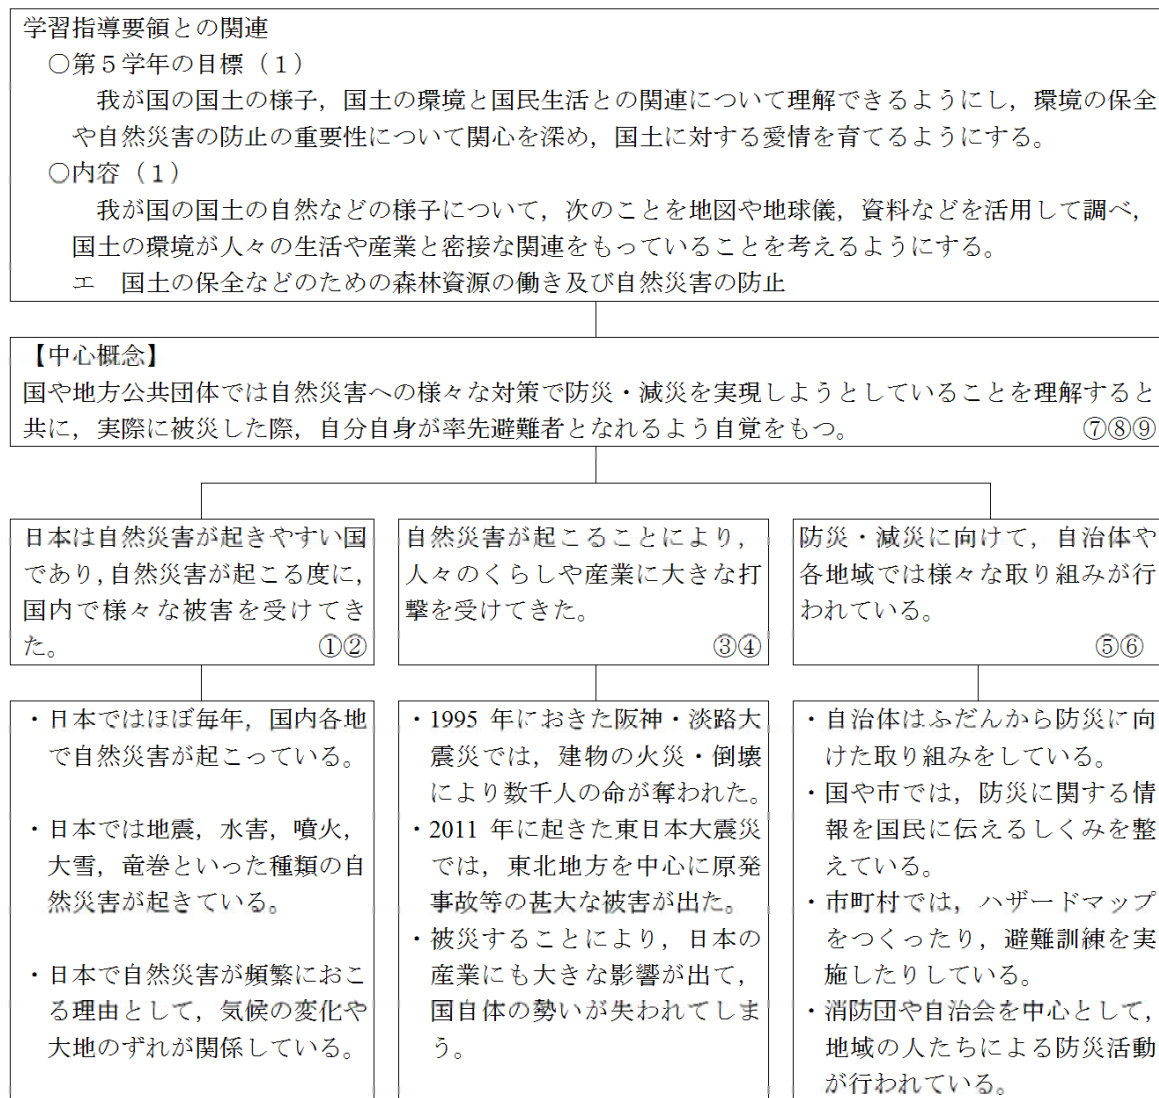 学習指導要領との関連
○第５学年の目標（１）
我が国の国土の様子，国土の環境と国民生活との関連について理解できるようにし，環境の保全
や自然災害の防止の重要性について関心を深め，国土に対する愛情を育てるようにする。
○内容（１）
我が国の国土の自然などの様子について，次のことを地図や地球儀，資料などを活用して調べ，
国土の環境が人々の生活や産業と密接な関連をもっていることを考えるようにする。
エ　国土の保全などのための森林資源の働き及び自然災害の防止
【中心概念】
国や地方公共団体では自然災害への様々な対策で防災・減災を実現しようとしていることを理解すると
共に，実際に被災した際，自分自身が率先避難者となれるよう自覚をもつ。　⑦⑧⑨
日本は自然災害が起きやすい国
であり，自然災害が起こる度に，
国内で様々な被害を受けてき
た。　①②
自然災害が起こることにより，
人々のくらしや産業に大きな打
撃を受けてきた。
③④
防災・減災に向けて，自治体や
各地域では様々な取り組みが行
われている。
⑤⑥
・日本ではほぼ毎年，国内各地
で自然災害が起こっている。
・日本では地震，水害，噴火，
大雪，竜巻といった種類の自
然災害が起きている。
・日本で自然災害が頻繁におこ
る理由として，気候の変化や
大地のずれが関係している。
・1995 年におきた阪神・淡路大
震災では，建物の火災・倒壊
により数千人の命が奪われた。
・2011 年に起きた東日本大震災
では，東北地方を中心に原発
事故等の甚大な被害が出た。
・被災することにより，日本の
産業にも大きな影響が出て，
国自体の勢いが失われてしま
う。
・自治体はふだんから防災に向
けた取り組みをしている。
・国や市では，防災に関する情
報を国民に伝えるしくみを整
えている。
・市町村では，ハザードマップ
をつくったり，避難訓練を実
施したりしている。
・消防団や自治会を中心として，
地域の人たちによる防災活動
が行われている。